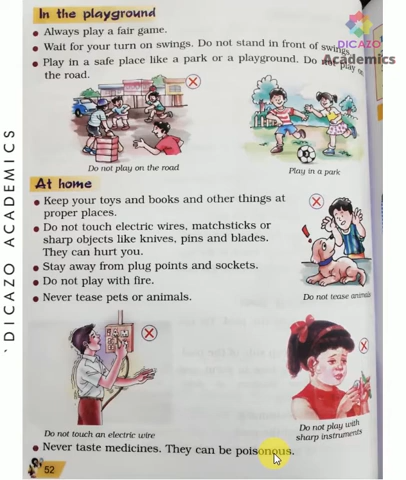 In the playground
Always play a fair game.
Wait for your turn on swings. Do not stand in front of swings.
Play in a safe place like a park or a playground. Do not play on
the road.
DICAZO
Academics
Do not play on the road
Play in a park
At home
Keep your toys and books and other things at
proper places.
Do not touch electric wires, matchsticks or
sharp objects like knives, pins and blades.
They can hurt you.
Stay away from plug points and sockets.
Do not play with fire.
Never tease pets or animals.
Do not tease animals
Do not touch an electric wire
Do not play with
sharp instruments
Never taste medicines. They can be poisonous.
52
DICAZO ACADEMICS